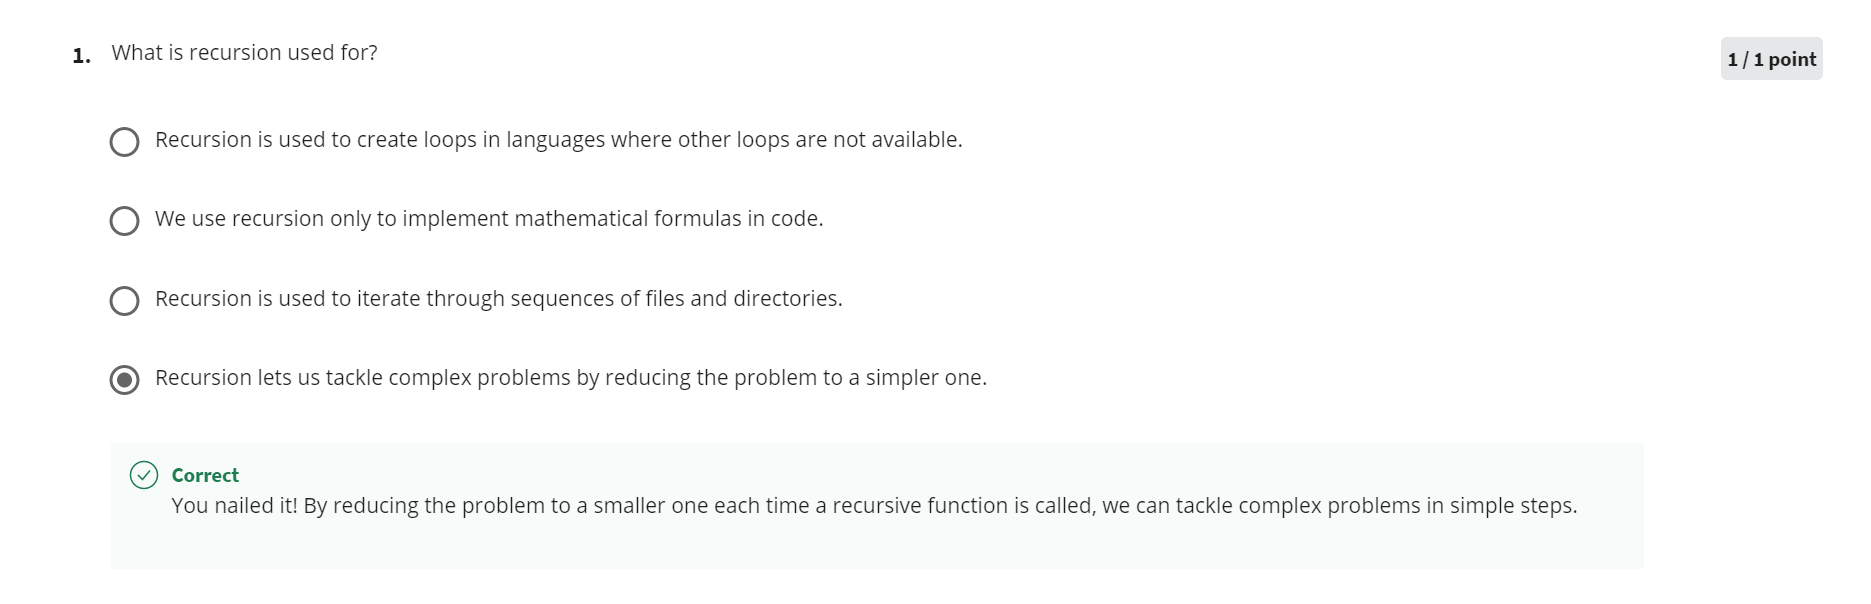 1. What is recursion used for?
1 / 1 point
Recursion is used to create loops in languages where other loops are not available.
We use recursion only to implement mathematical formulas in code.
Recursion is used to iterate through sequences of files and directories.
Recursion lets us tackle complex problems by reducing the problem to a simpler one.
Correct
You nailed it! By reducing the problem to a smaller one each time a recursive function is called, we can tackle complex problems in simple steps.